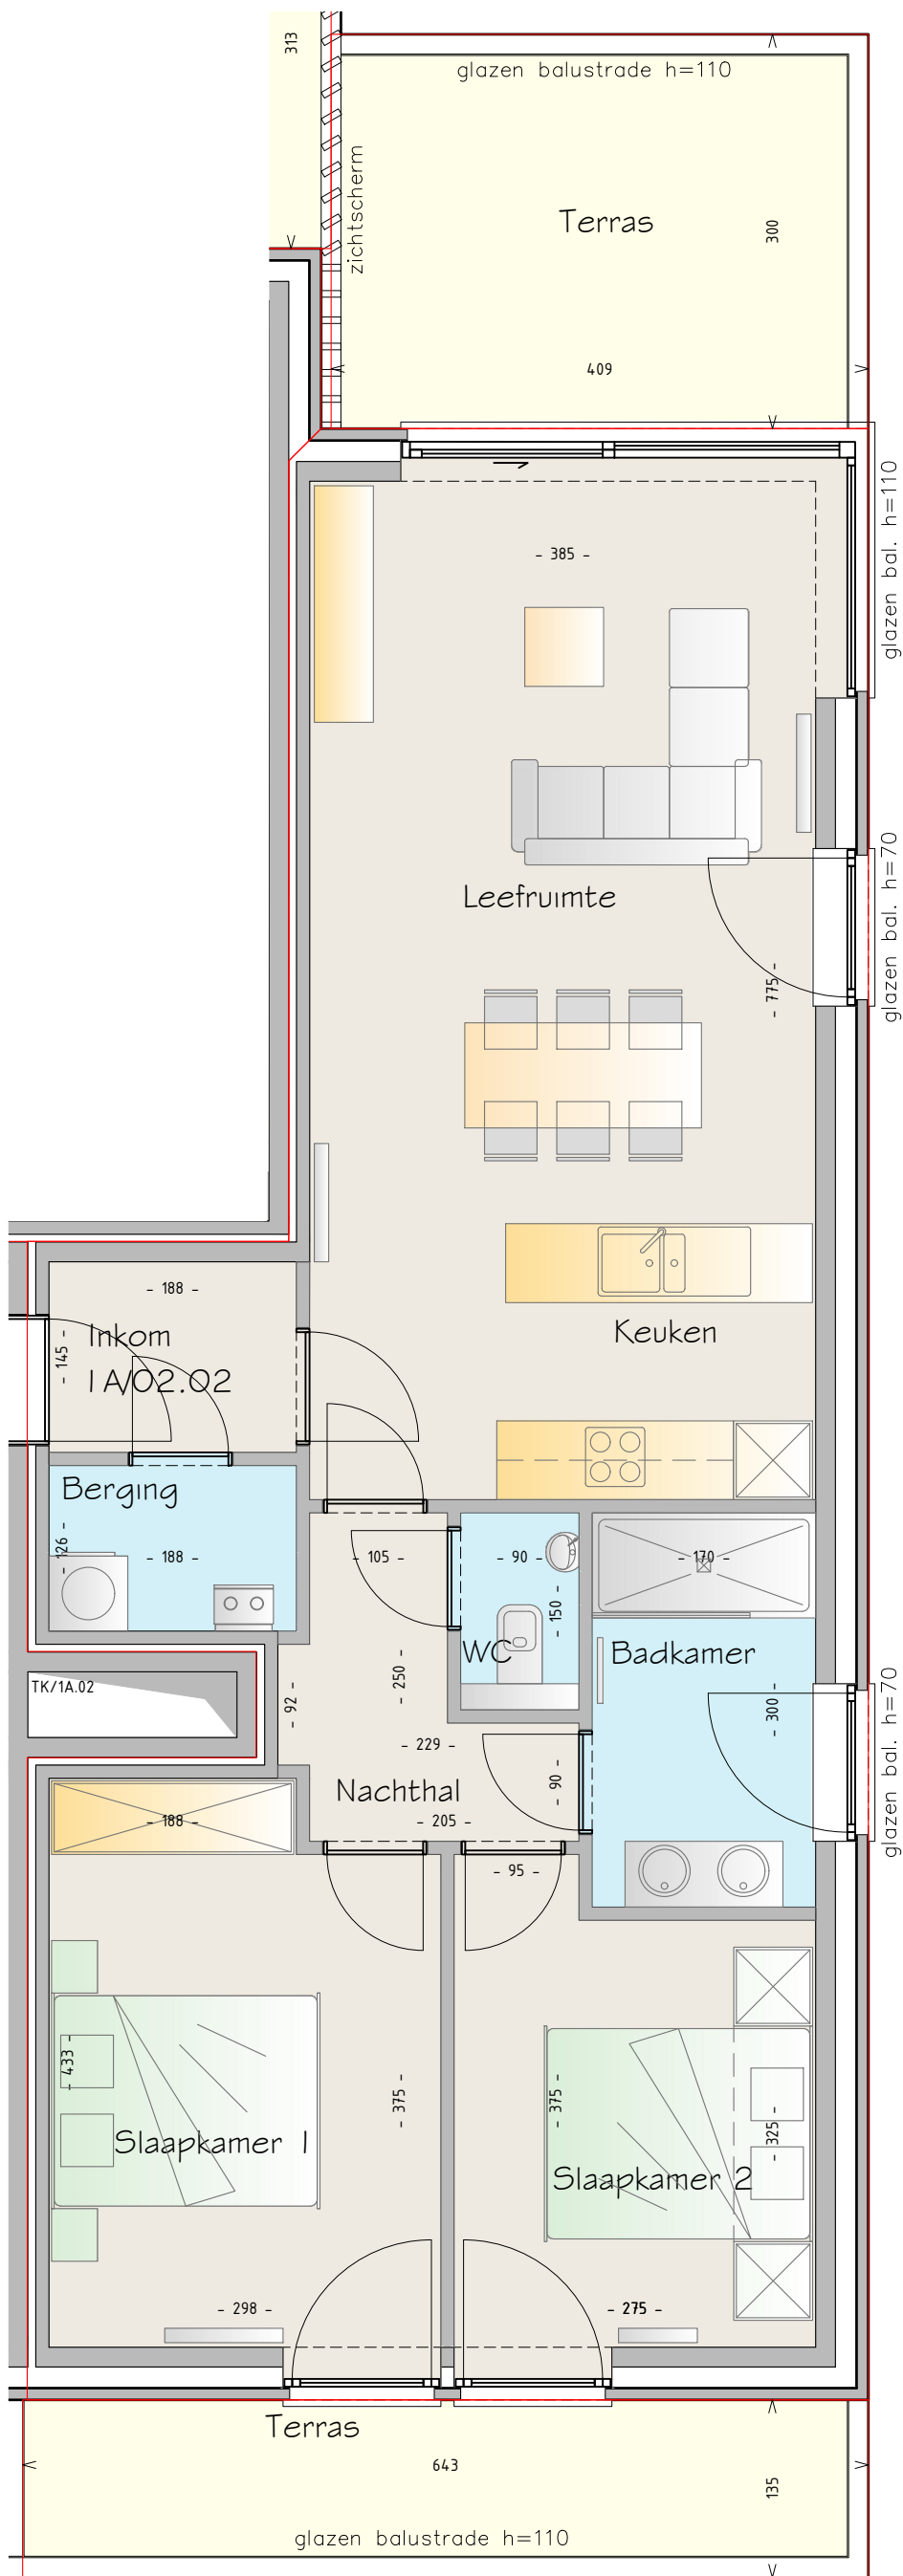 313
glazen balustrade h=110
zichtscherm
Terras
300
409
glazen bal. h=110
- 385 -
glazen bal. h=70
Leefruimte
- 775 -
- 188 -
Keuken
Inkom
1A/02.02
- 145 -
Berging
- 126 -
- 188 -
- 105 -
- 90 -
- 170 -
- 150 -
WC
Badkamer
TK/1A.02
- 92 -
- 250 -
- 300 -
glazen bal. h=70
- 229 -
- 90 -
Nachthal
- 188 -
- 205 -
- 95 -
- 433 -
- 375 -
- 375 -
- 325 -
Slaapkamer 1
Slaapkamer 2
- 298 -
- 275 -
Terras
643
135
glazen balustrade h=110